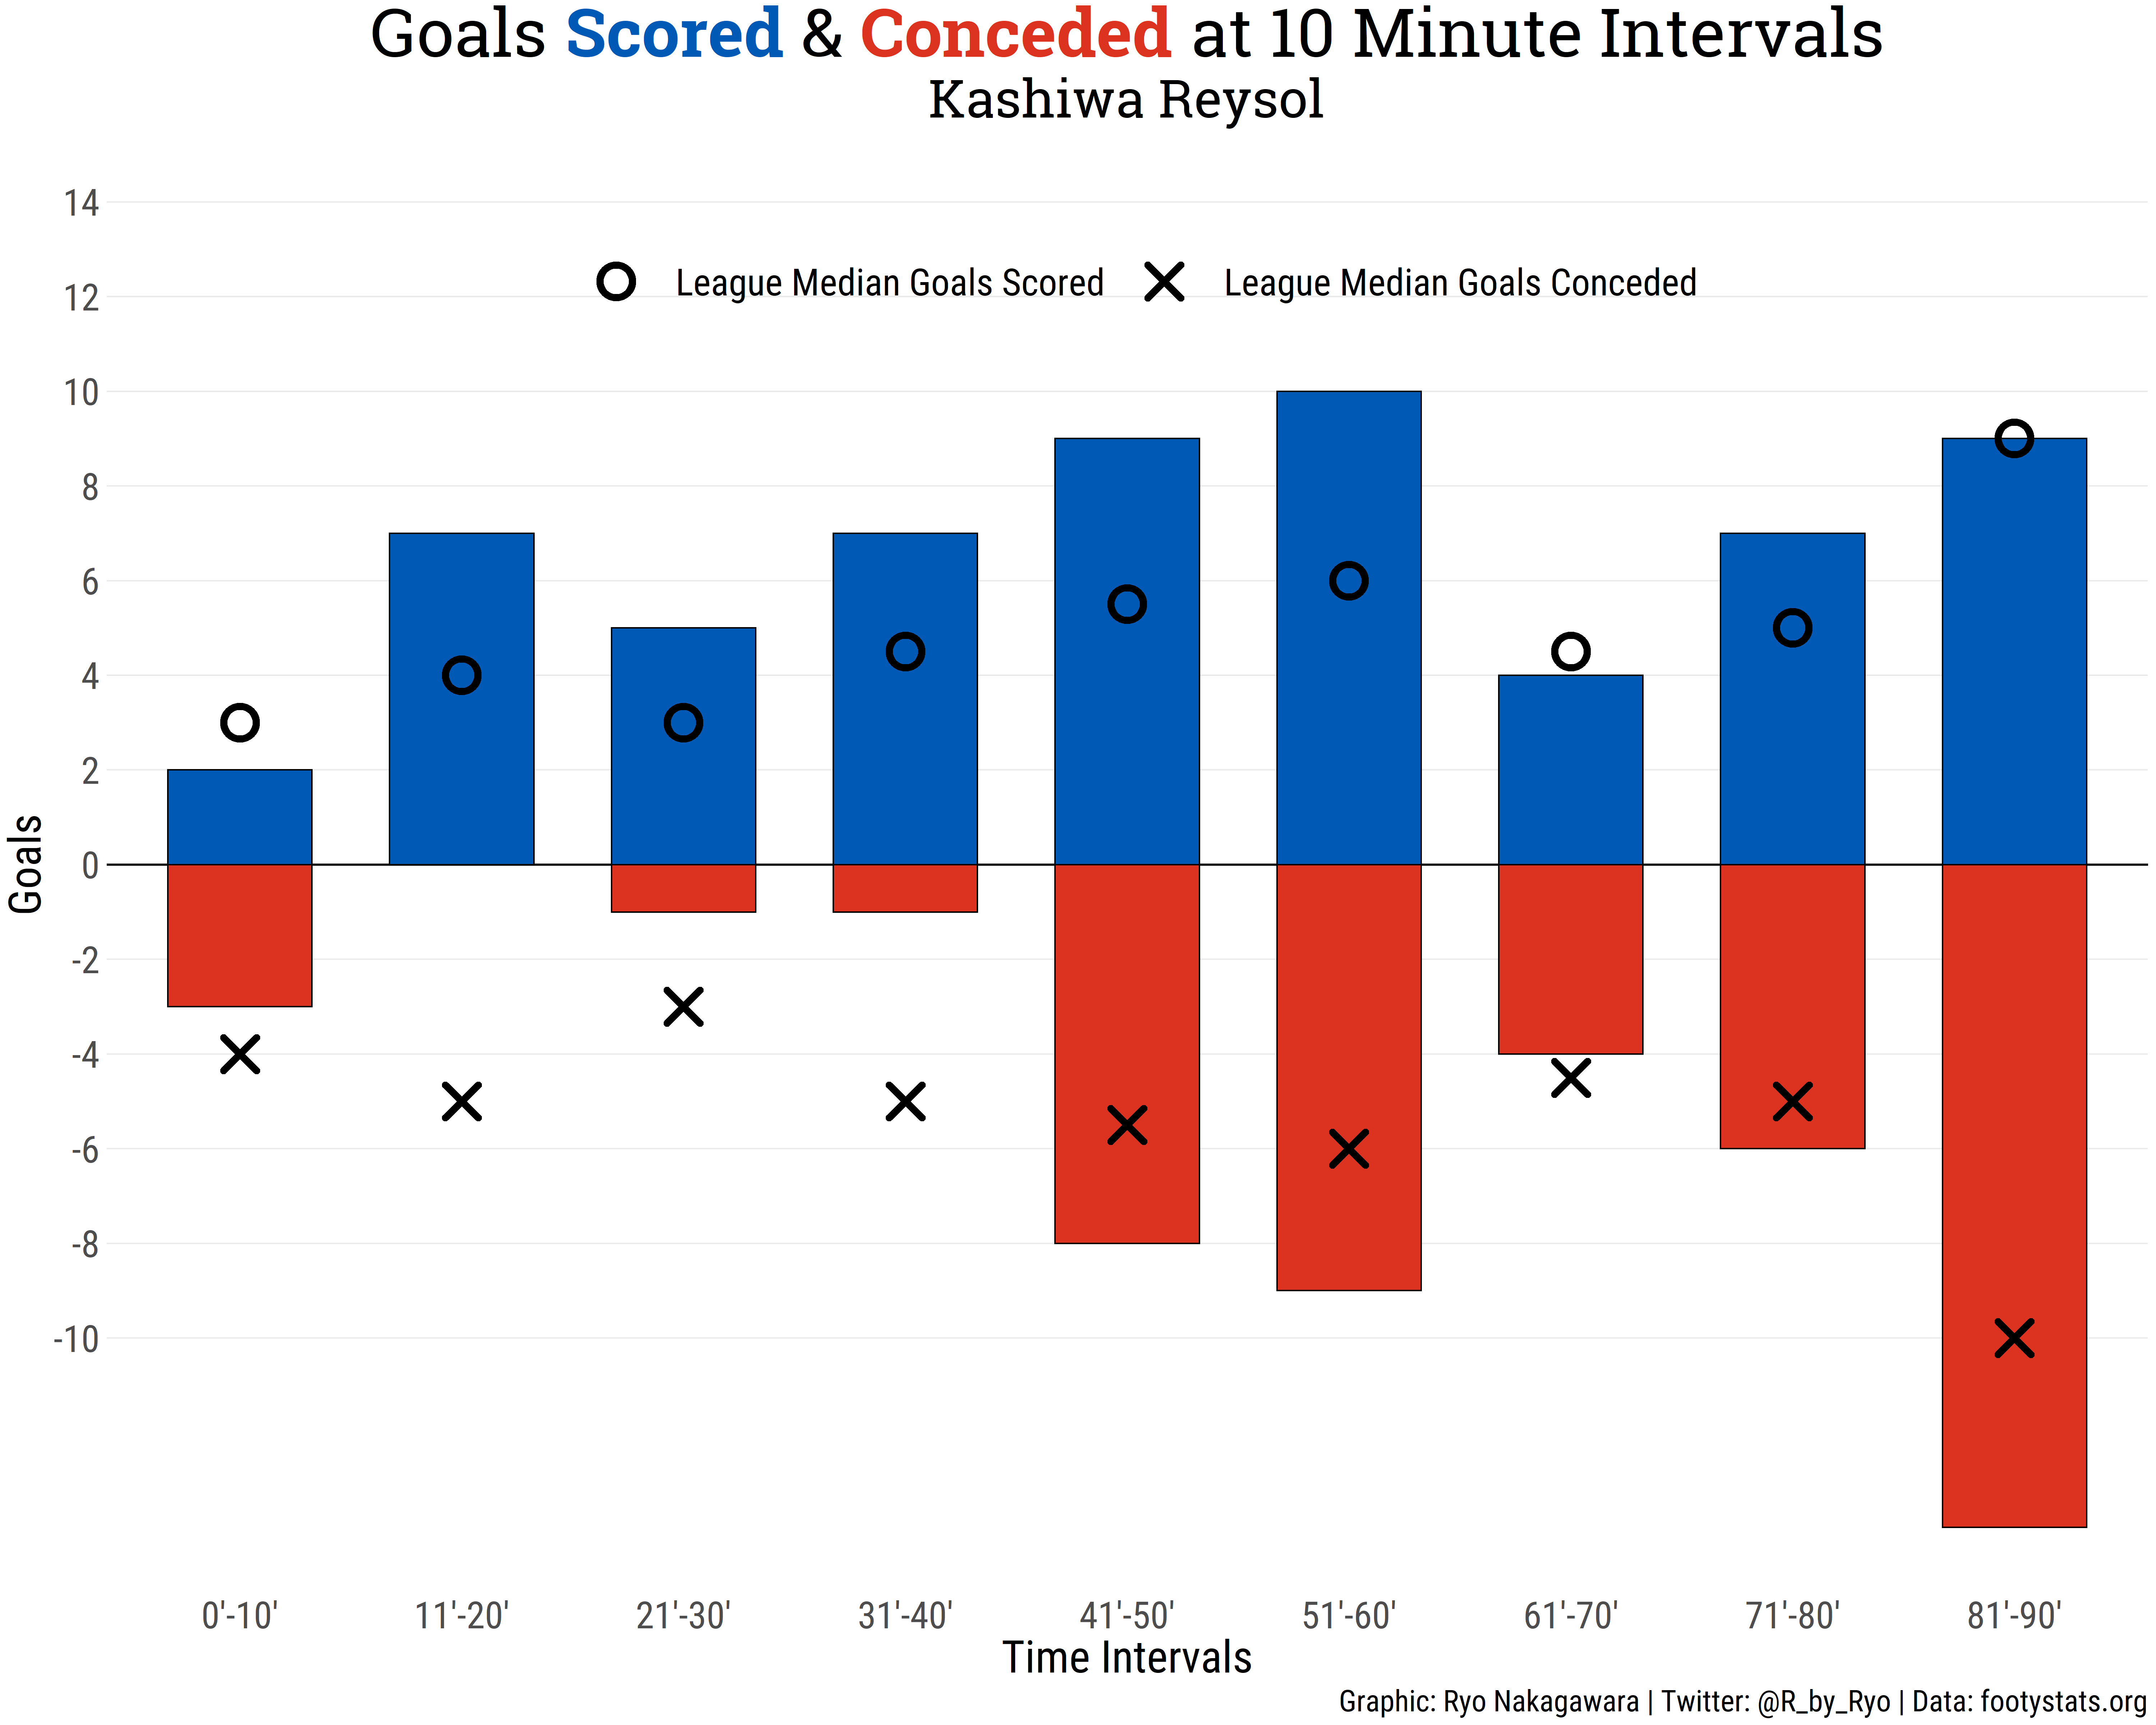 Goals Scored & Conceded at 10 Minute Intervals
Kashiwa Reysol
14
League Median Goals Scored League Median Goals Conceded
12
10
8
6
4
2
0
Goals
-2
-4
-6
-8
-10
0'-10' 11'-20' 21'-30' 31'-40' 41'-50' 51'-60' 61'-70' 71'-80' 81'-90'
Time Intervals
Graphic: Ryo Nakagawara | Twitter: @R_by_Ryo | Data: footystats.org